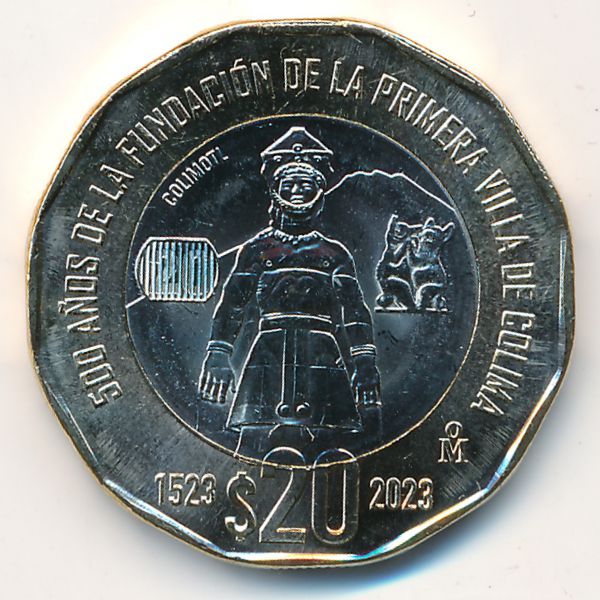 500 AÑOS DE LA FUNDACIÓN DE LA PRIMERA VILLA DE COLIMA
COLIMOTL
Mo
1523 $20 2023